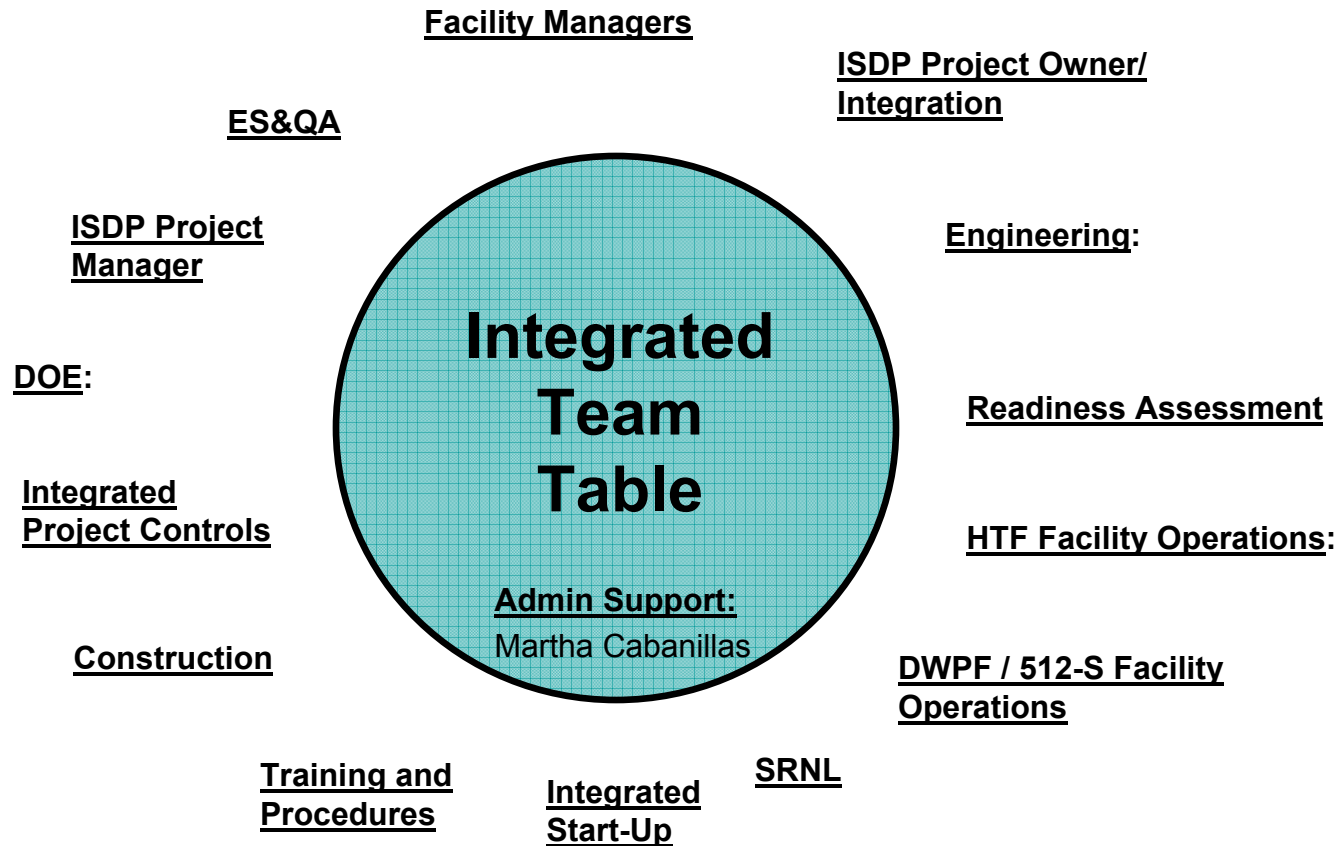 Facility Managers
ISDP Project Owner/
Integration
ES&QA
ISDP Project
Manager
Engineering:
Integrated
Team
Table
DOE:
Readiness Assessment
Integrated
Project Controls
HTF Facility Operations:
Admin Support:
Martha Cabanillas
Construction
DWPF / 512-S Facility
Operations
Training and
Procedures
Integrated
Start-Up
SRNL